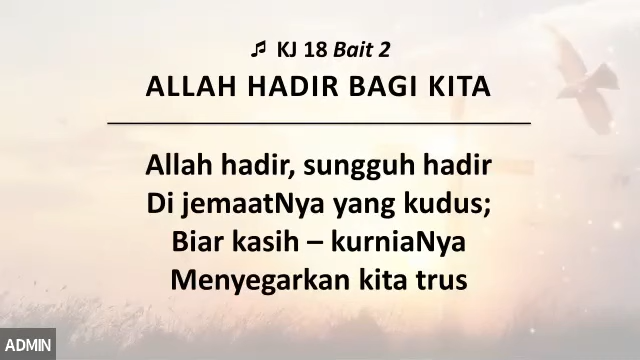 ♫ KJ 18 Bait 2
ALLAH HADIR BAGI KITA
Allah hadir, sungguh hadir
Di jemaatNya yang kudus;
Biar kasih – kurniaNya
Menyegarkan kita trus
ADMIN